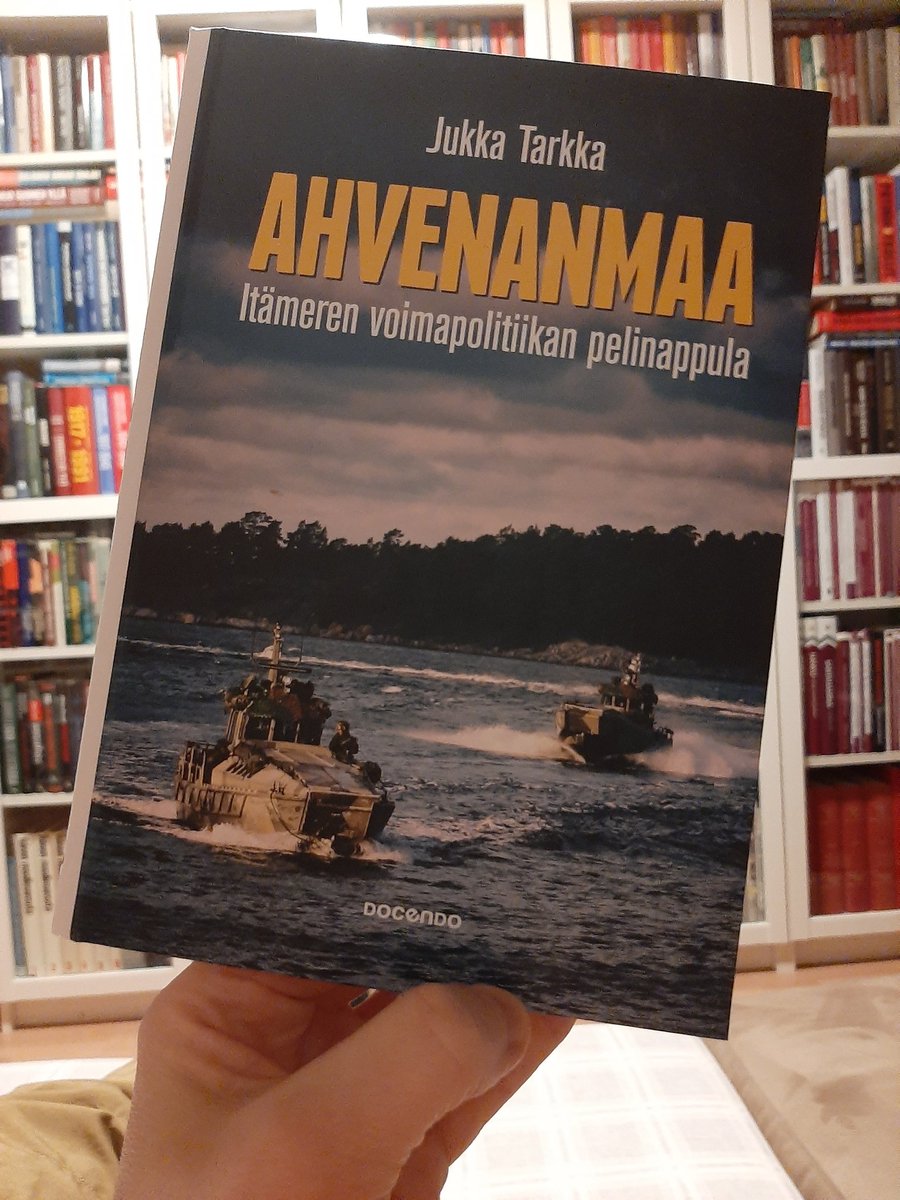 Jukka Tarkka
AHVENANMAA
Itämeren voimapolitiikan pelinappula
DOCENDO